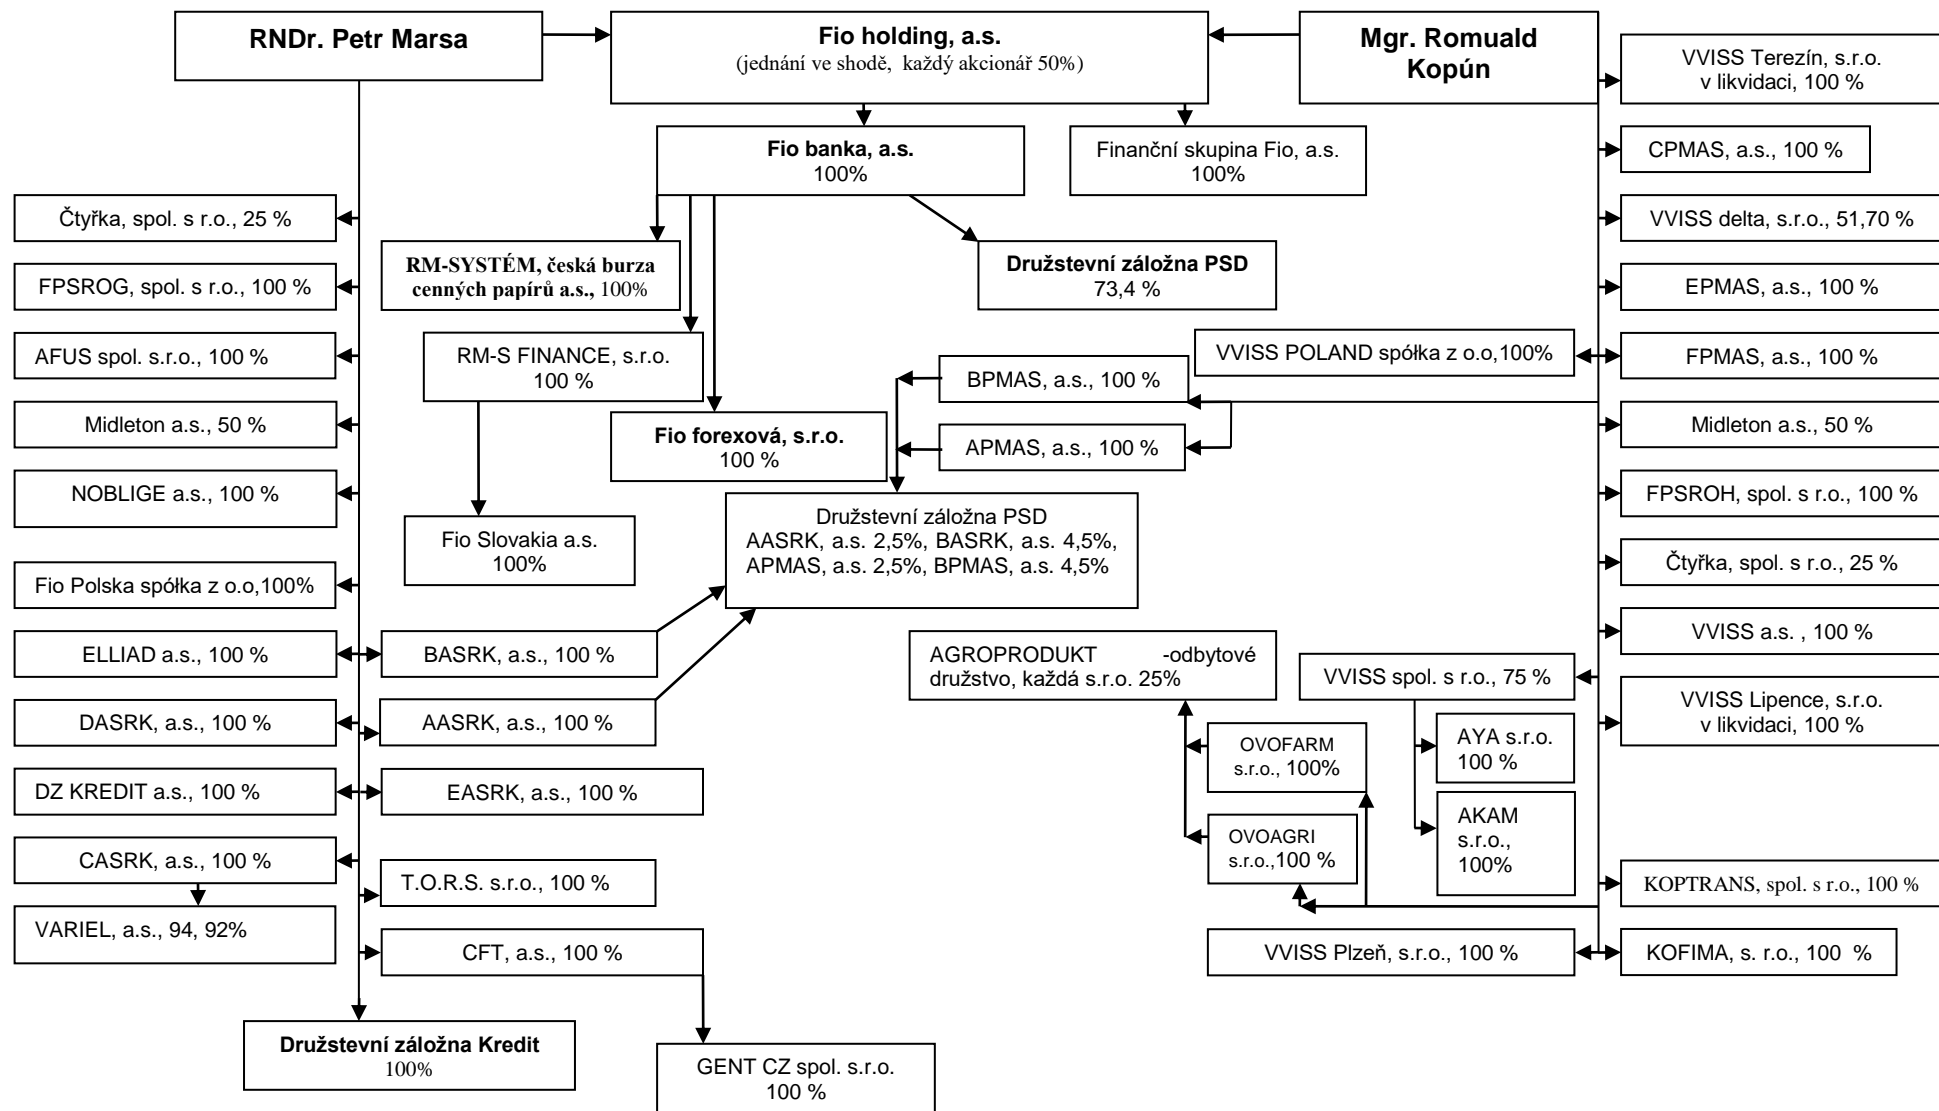 RNDr. Petr Marsa
Fio holding, a.s.
(jednání ve shodě, každý akcionář 50%)
Mgr. Romuald
Kopún
VVISS Terezín, s.r.o.
v likvidaci, 100 %
Fio banka, a.s.
100%
Finanční skupina Fio, a.s.
100%
CPMAS, a.s., 100 %
Čtyřka, spol. s r.o., 25 %
VVISS delta, s.r.o., 51,70 %
RM-SYSTÉM, česká burza
cenných papírů a.s., 100%
Družstevní záložna PSD
73,4 %
FPSROG, spol. s r.o., 100 %
EPMAS, a.s., 100 %
AFUS spol. s.r.o., 100 %
RM-S FINANCE, s.r.o.
100 %
VVISS POLAND spółka z o.o,100%
FPMAS, a.s., 100 %
BPMAS, a.s., 100 %
Midleton a.s., 50 %
Fio forexová, s.r.o.
100 %
APMAS, a.s., 100 %
Midleton a.s., 50 %
NOBLIGE a.s., 100 %
FPSROH, spol. s r.o., 100 %
Fio Slovakia a.s.
100%
Družstevní záložna PSD
AASRK, a.s. 2,5%, BASRK, a.s. 4,5%,
APMAS, a.s. 2,5%, BPMAS, a.s. 4,5%
Čtyřka, spol. s r.o., 25 %
Fio Polska spółka z o.o,100%
ELLIAD a.s., 100 %
BASRK, a.s., 100 %
VVISS a.s. , 100 %
AGROPRODUKT -odbytové
družstvo, každá s.r.o. 25%
VVISS spol. s r.o., 75 %
DASRK, a.s., 100 %
AASRK, a.s., 100 %
VVISS Lipence, s.r.o.
v likvidaci, 100 %
OVOFARM
s.r.o., 100%
AYA s.r.o.
100 %
DZ KREDIT a.s., 100 %
EASRK, a.s., 100 %
OVOAGRI
s.r.o.,100 %
AKAM
s.r.o.,
100%
CASRK, a.s., 100 %
T.O.R.S. s.r.o., 100 %
KOPTRANS, spol. s r.o., 100 %
VARIEL, a.s., 94, 92%
CFT, a.s., 100 %
VVISS Plzeň, s.r.o., 100 %
KOFIMA, s. r.o., 100 %
Družstevní záložna Kredit
100%
GENT CZ spol. s.r.o.
100 %